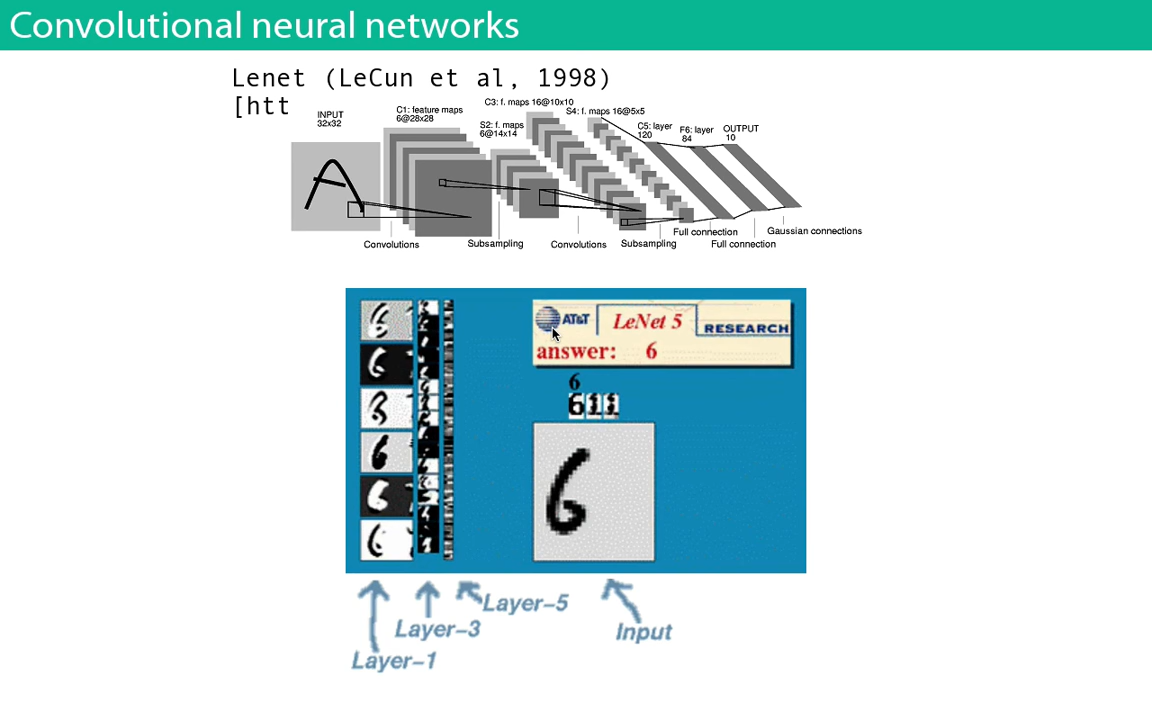 Convolutional neural networks
Lenet (LeCun et al, 1998)
[htt
INPUT
32x32
C1: feature maps
6@28x28
S2: f. maps
6@14x14
C3: f. maps 16@10x10
S4: f. maps 16@5x5
C5: layer
120
F6: layer
84
OUTPUT
10
A
Convolutions
Subsampling
Convolutions
Subsampling
Full connection
Full connection
Gaussian connections
AT&T
LeNet 5
RESEARCH
answer: 6
6
611
6
Layer-5
Layer-3
Input
Layer-1